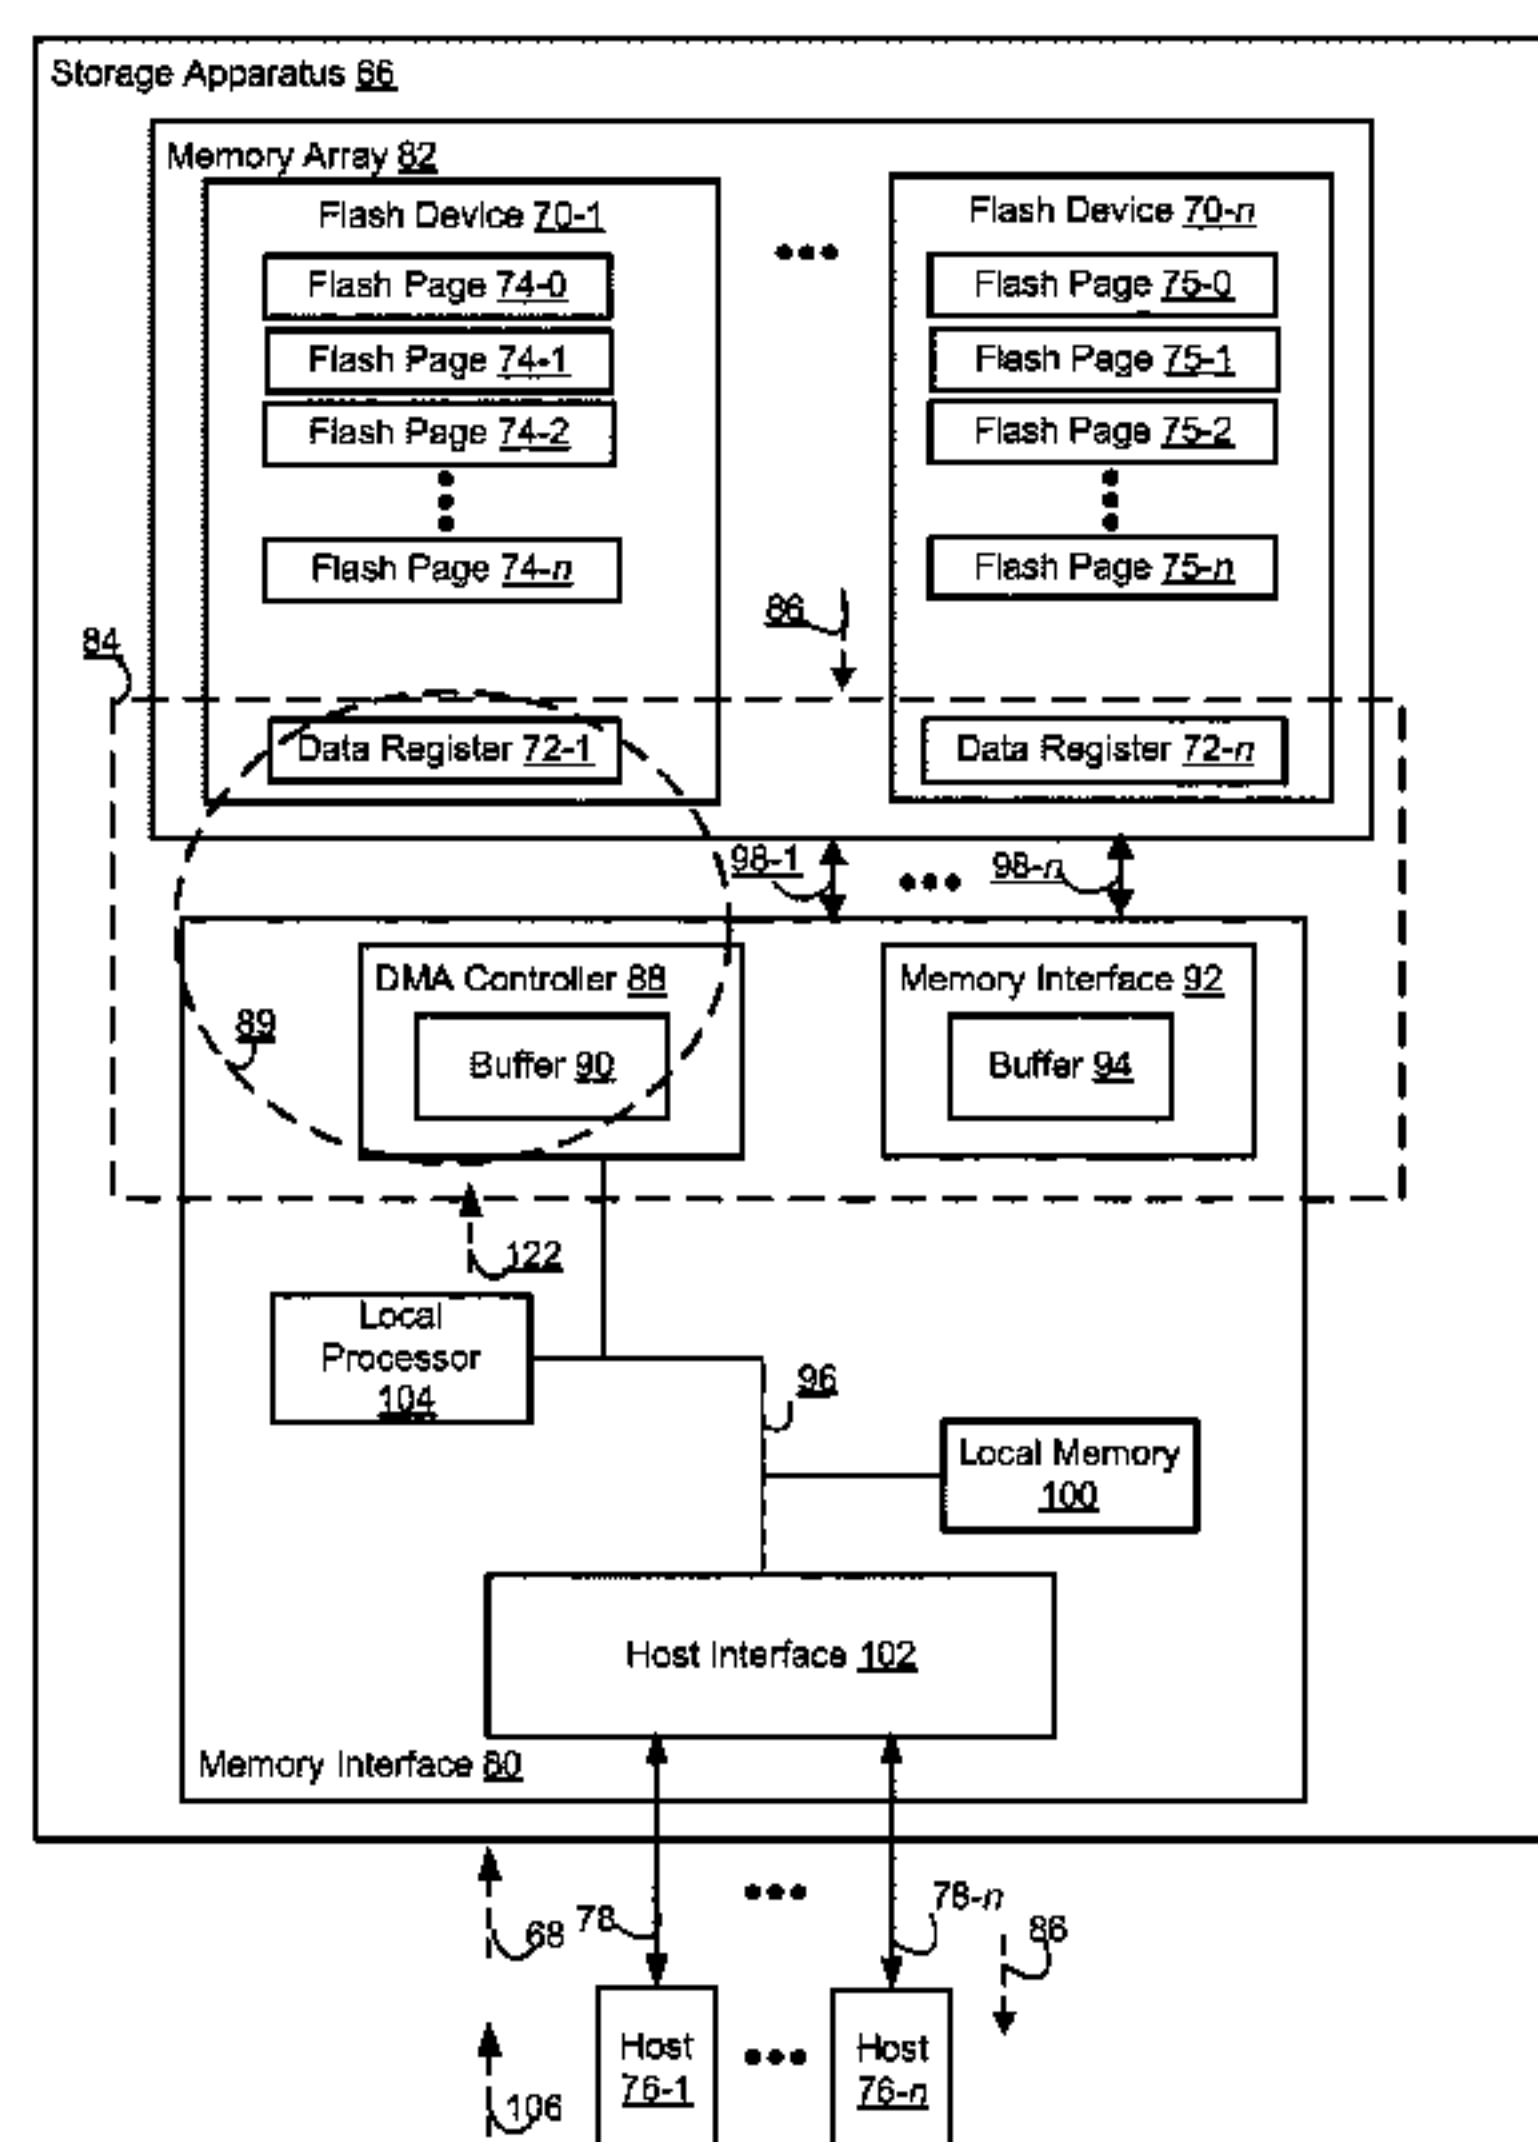 Storage Apparatus 66
Memory Array 82
Flash Device 70-1
Flash Page 74-0
Flash Page 74-1
Flash Page 74-2
Flash Page 74-n
Data Register 72-1
Flash Device 70-n
Flash Page 75-0
Flash Page 75-1
Flash Page 75-2
Flash Page 75-n
Data Register 72-n
86
84
98-1
98-n
DMA Controller 88
Buffer 90
Memory Interface 92
Buffer 94
89
122
Local
Processor
104
96
Local Memory
100
Host Interface 102
Memory Interface 80
68
78
78-n
86
Host
76-1
Host
76-n
106